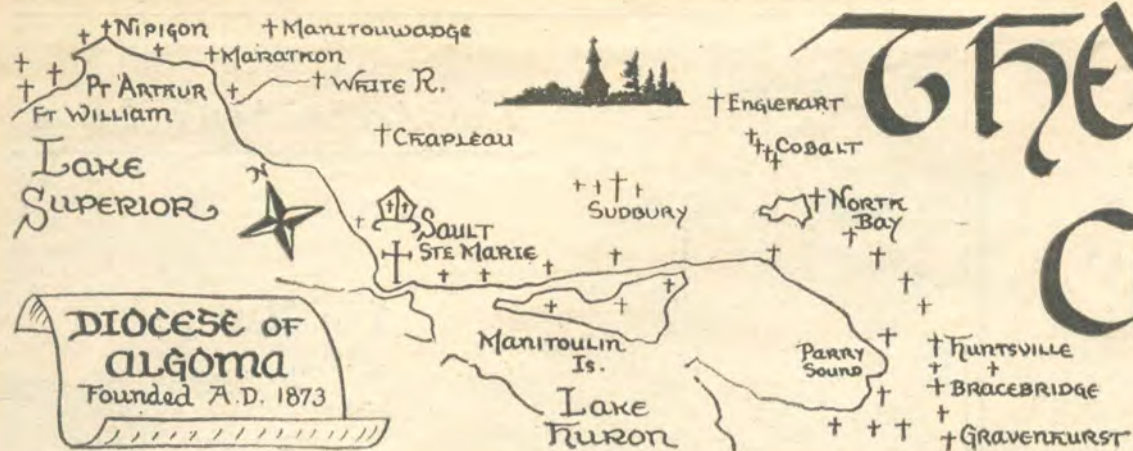 NIPIGON
MANITOUWADGE
MARATHON
WHITE R.
PT ARTHUR
FT WILLIAM
LAKE
SUPERIOR
N
CHAPLEAU
ENGLEHART
COBALT
THE
SAULT
STE MARIE
SUDBURY
NORTH
BAY
C
DIOCESE OF
ALGOMA
Founded A.D. 1873
MANITOULIN
IS.
LAKE
HURON
PARRY
SOUND
HUNTSVILLE
BRACEBRIDGE
GRAVENHURST